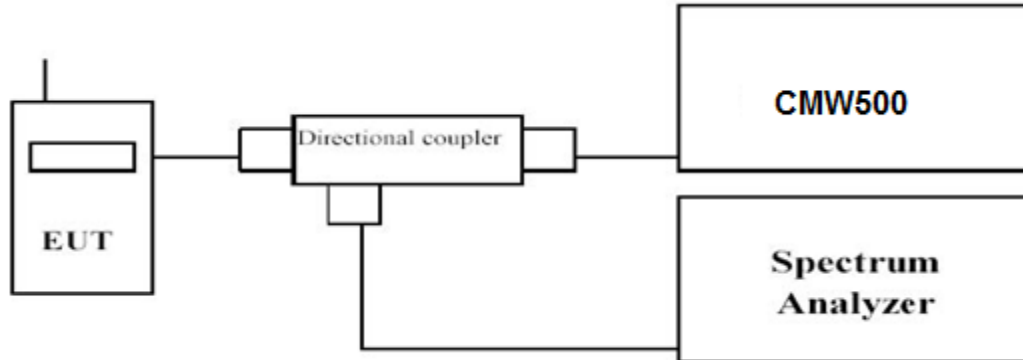 CMW500
Directional coupler
EUT
Spectrum
Analyzer